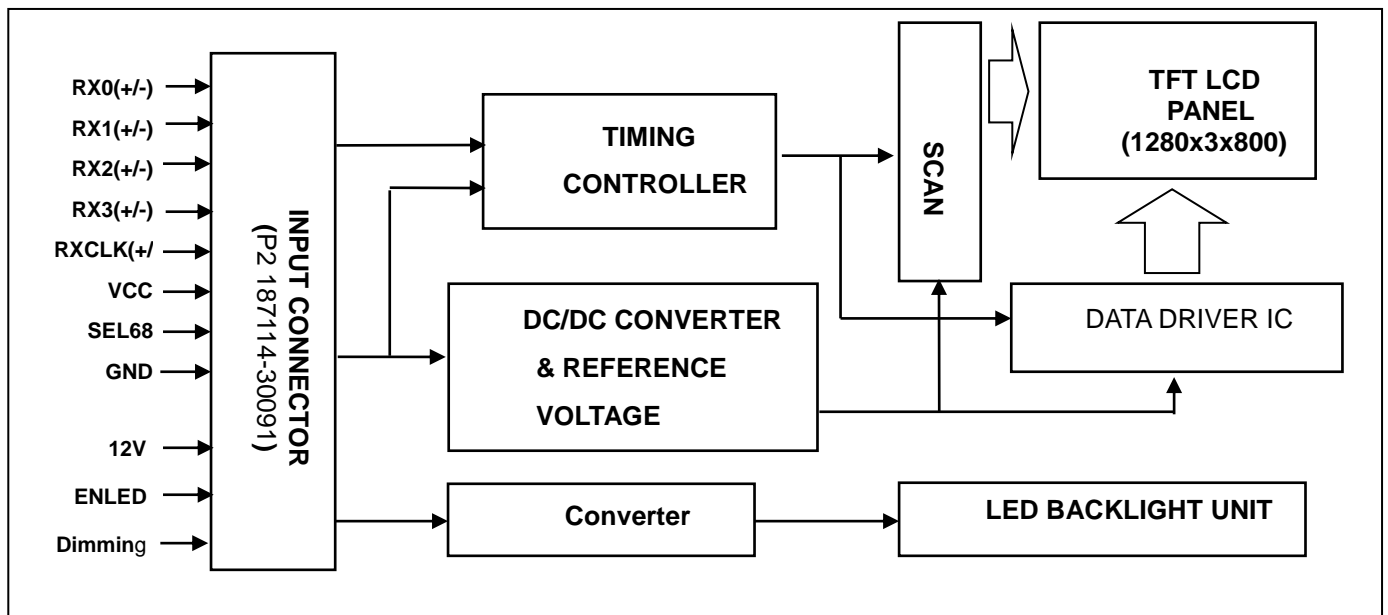 RX0(+/-)
RX1(+/-)
RX2(+/-)
RX3(+/-)
RXCLK(+/
VCC
SEL68
GND
12V
ENLED
Dimming
INPUT CONNECTOR
(P2 187114-30091)
TIMING
CONTROLLER
DC/DC CONVERTER
& REFERENCE
VOLTAGE
Converter
SCAN
TFT LCD
PANEL
(1280x3x800)
DATA DRIVER IC
LED BACKLIGHT UNIT